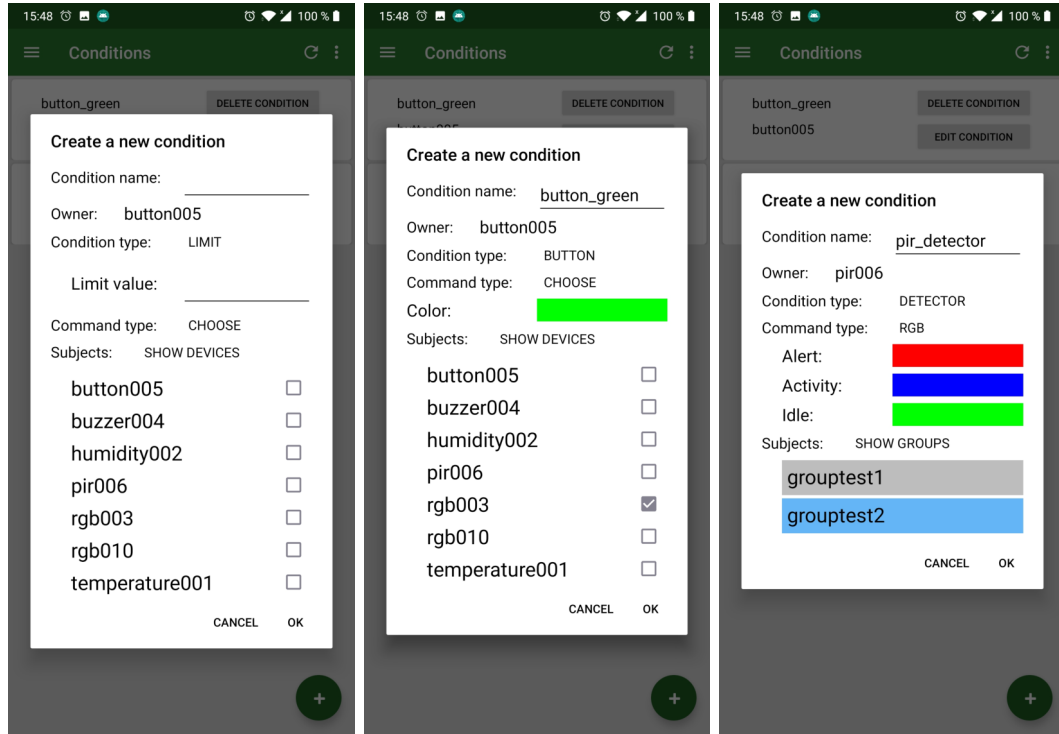 15:48 100 %
Conditions
button_green DELETE CONDITION
Create a new condition
Condition name:
Owner: button005
Condition type: LIMIT
Limit value:
Command type: CHOOSE
Subjects: SHOW DEVICES
button005
buzzer004
humidity002
pir006
rgb003
rgb010
temperature001
CANCEL OK
+
15:48 100 %
Conditions
button_green DELETE CONDITION
button005
Create a new condition
Condition name: button_green
Owner: button005
Condition type: BUTTON
Command type: CHOOSE
Color:
Subjects: SHOW DEVICES
button005
buzzer004
humidity002
pir006
rgb003
rgb010
temperature001
CANCEL OK
+
15:48 100 %
Conditions
button_green DELETE CONDITION
button005 EDIT CONDITION
Create a new condition
Condition name: pir_detector
Owner: pir006
Condition type: DETECTOR
Command type: RGB
Alert:
Activity:
Idle:
Subjects: SHOW GROUPS
grouptest1
grouptest2
CANCEL OK
+